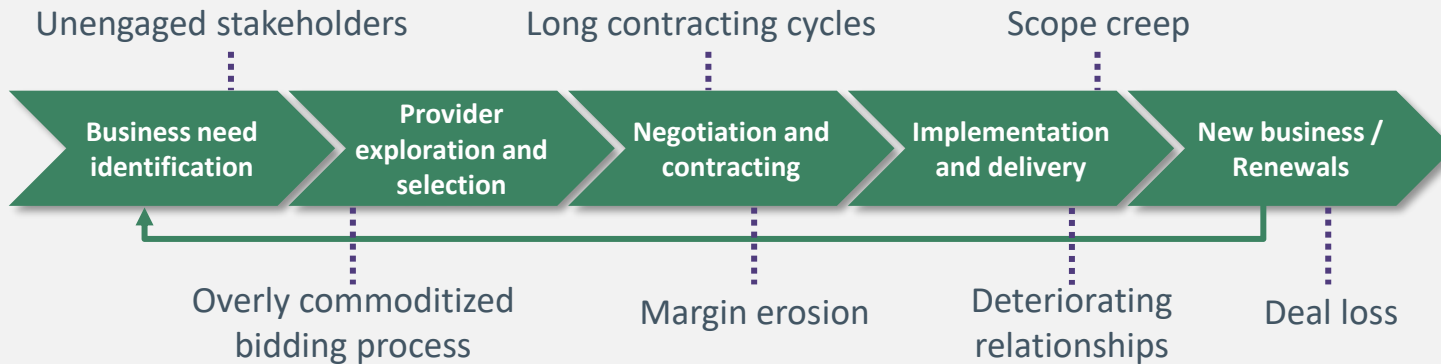 Unengaged stakeholders
Long contracting cycles
Scope creep
Business need
identification
Provider
exploration and
selection
Negotiation and
contracting
Implementation
and delivery
New business /
Renewals
Overly commoditized
bidding process
Margin erosion
Deteriorating
relationships
Deal loss